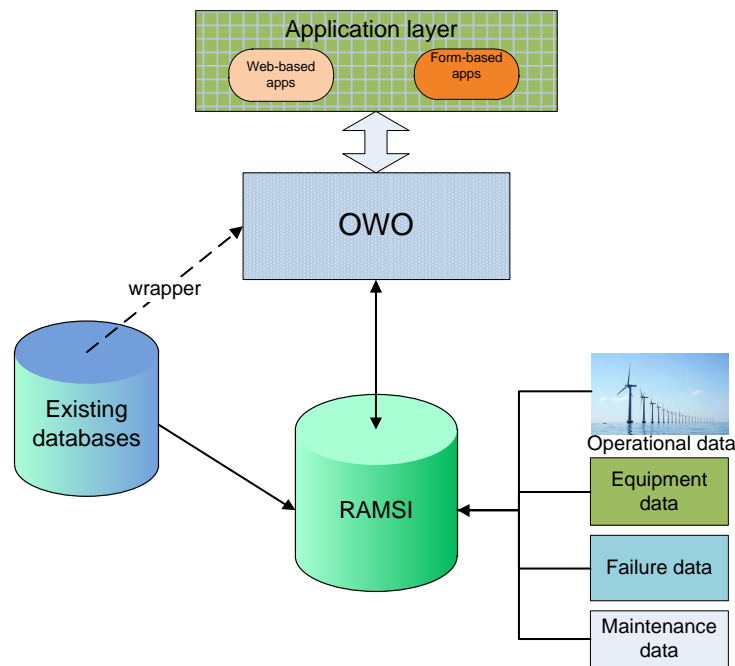 Application layer
Web-based
apps
Form-based
apps
OWO
wrapper
Existing
databases
RAMSI
Operational data
Equipment
data
Failure data
Maintenance
data